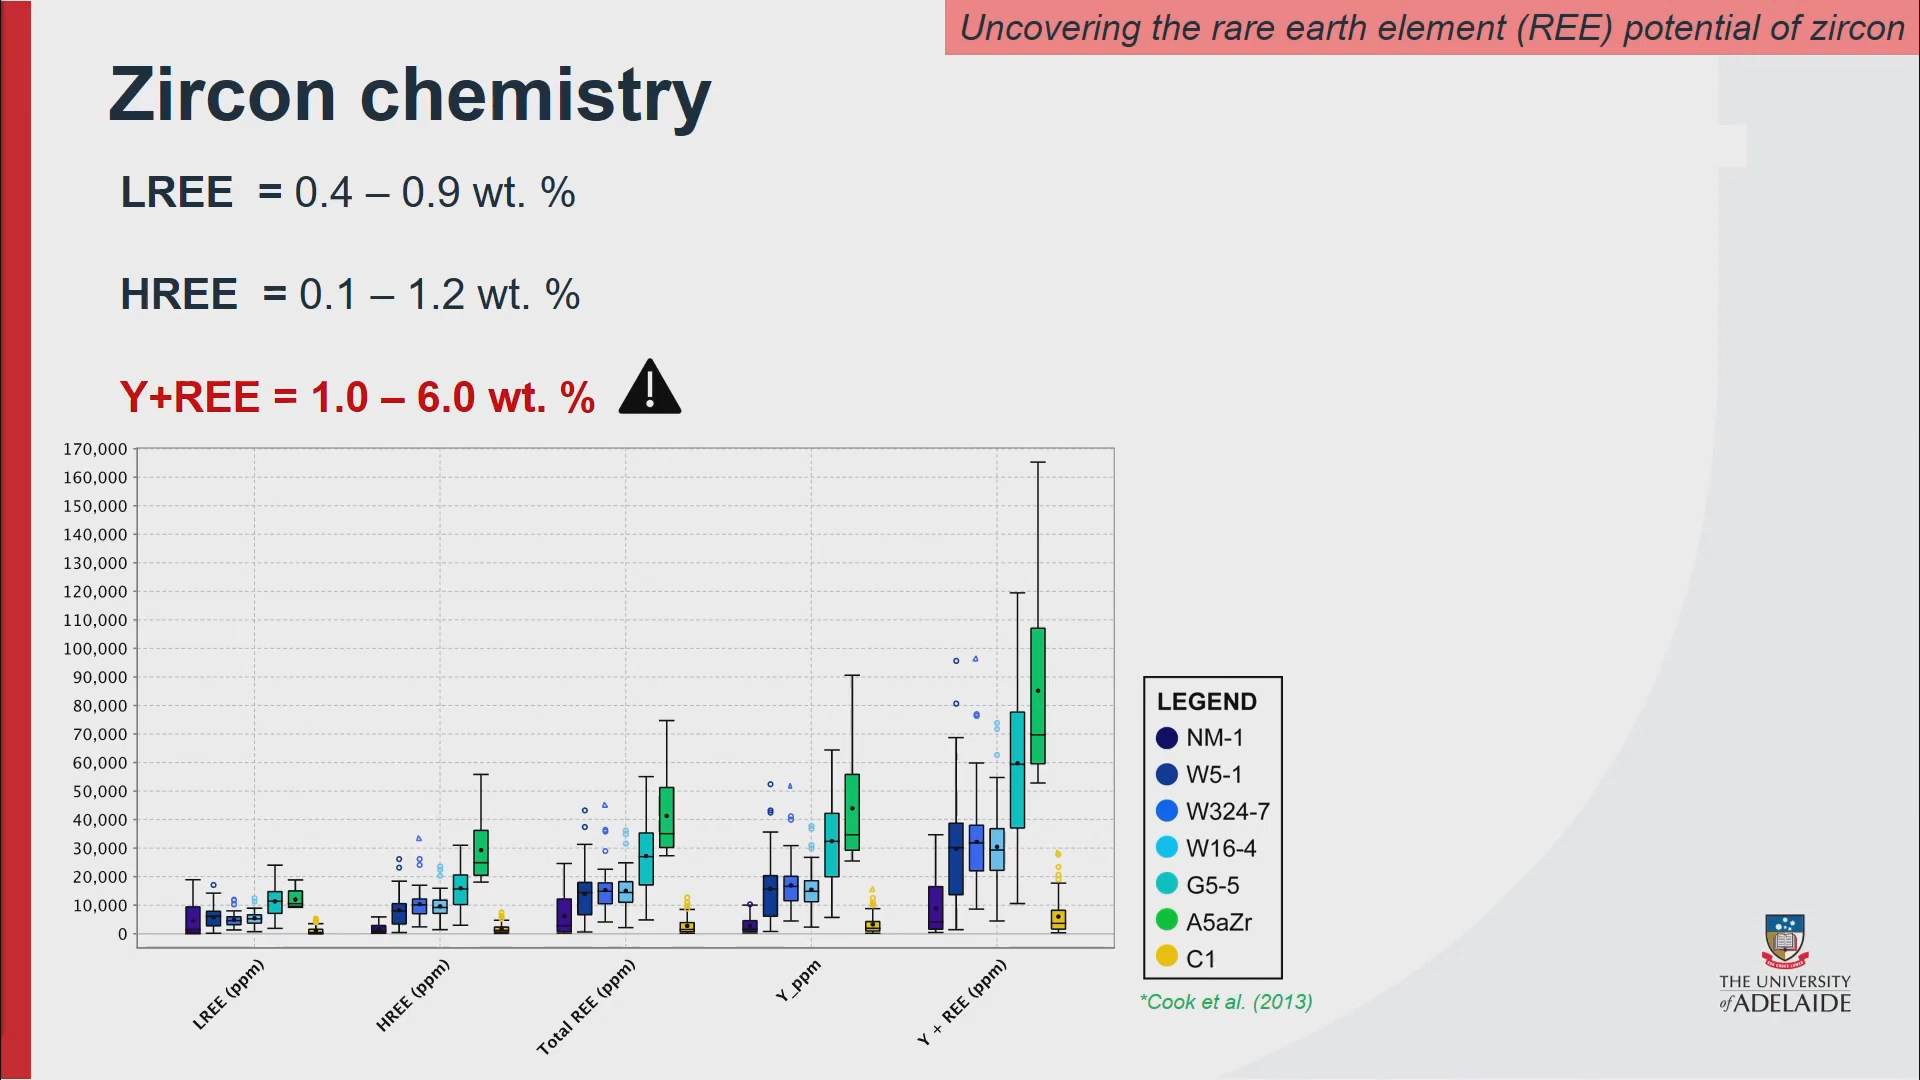 Uncovering the rare earth element (REE) potential of zircon
Zircon chemistry
LREE = 0.4 – 0.9 wt. %
HREE = 0.1 – 1.2 wt. %
Y+REE = 1.0 – 6.0 wt. %
170,000
160,000
150,000
140,000
130,000
120,000
110,000
100,000
90,000
80,000
70,000
60,000
50,000
40,000
30,000
20,000
10,000
0
LREE (ppm)
HREE (ppm)
Total REE (ppm)
Y_ppm
Y + REE (ppm)
LEGEND
NM-1
W5-1
W324-7
W16-4
G5-5
A5aZr
C1
*Cook et al. (2013)
THE UNIVERSITY
of ADELAIDE